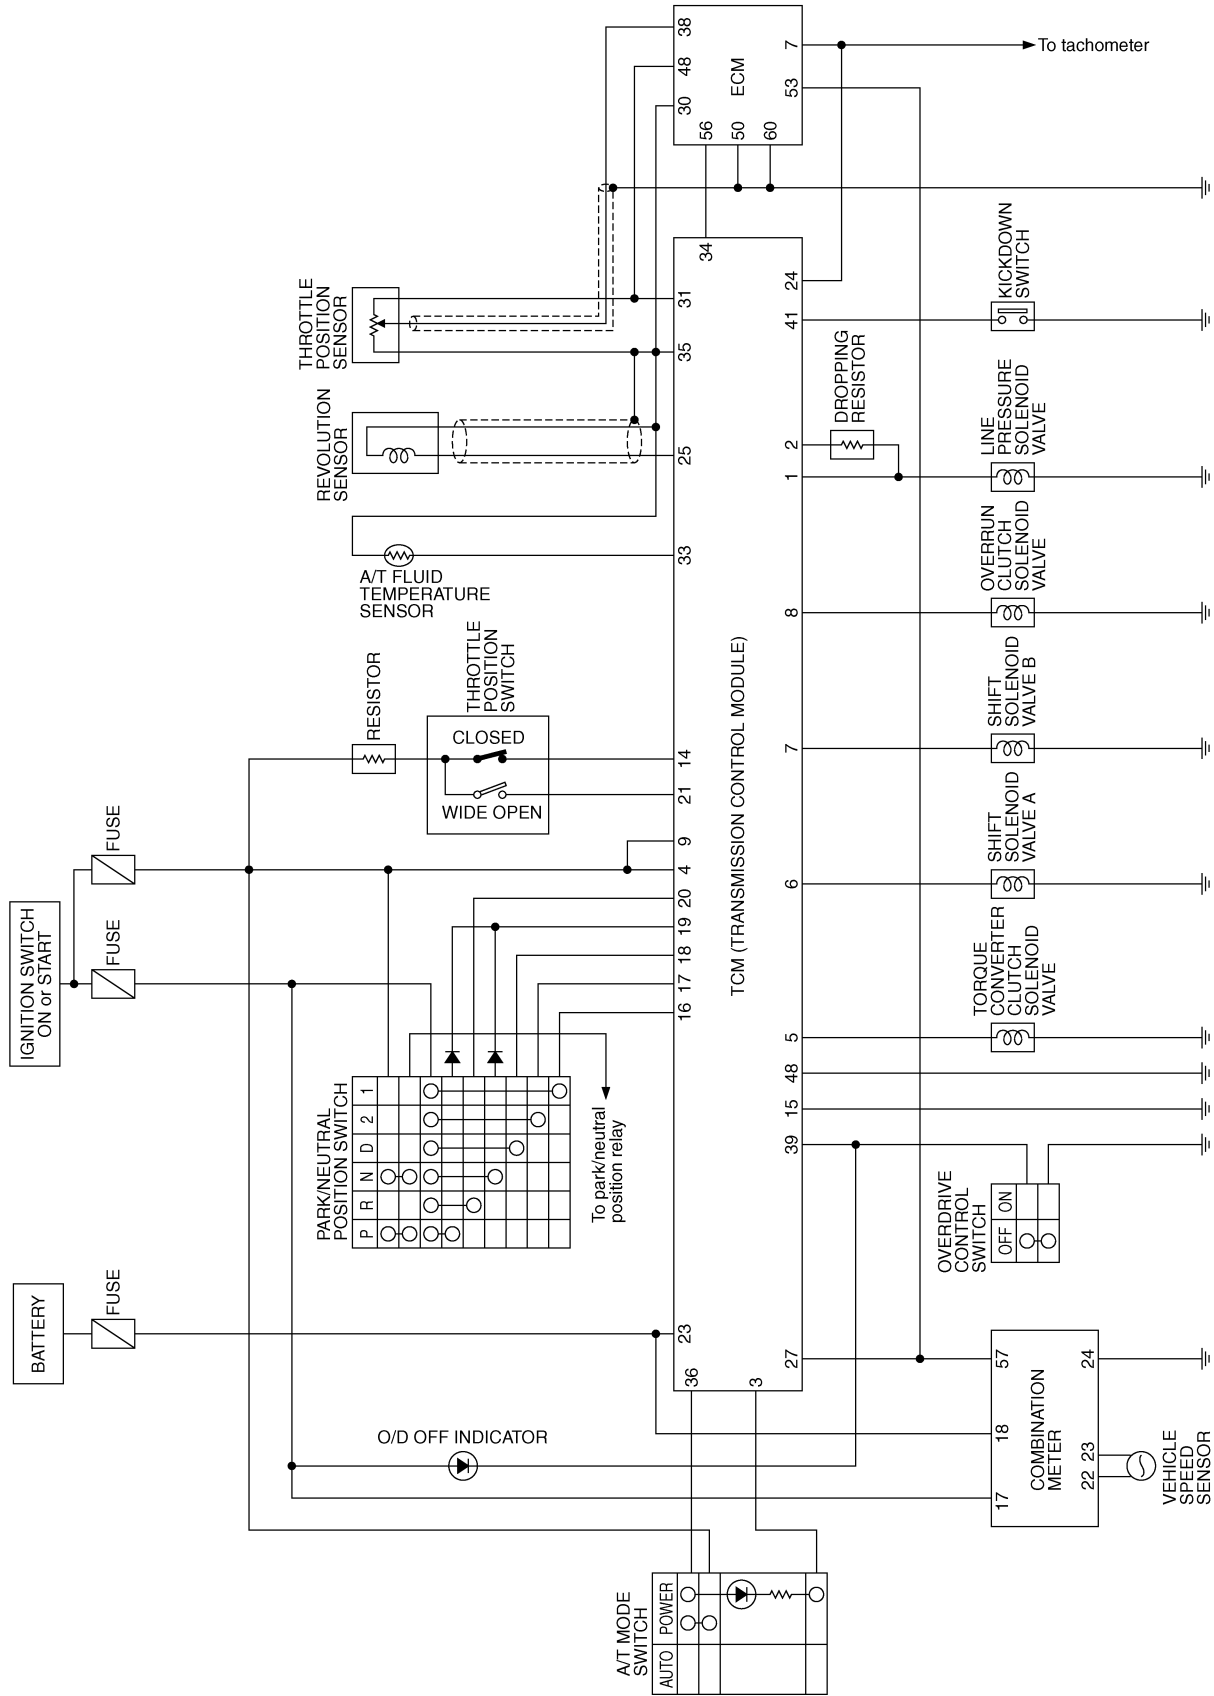 IGNITION SWITCH
ON or START
BATTERY
FUSE
FUSE
FUSE
THROTTLE
POSITION
SENSOR
REVOLUTION
SENSOR
A/T FLUID
TEMPERATURE
SENSOR
RESISTOR
THROTTLE
POSITION
SWITCH
CLOSED
WIDE OPEN
PARK/NEUTRAL
POSITION SWITCH
P R N D 2 1
To park/neutral
position relay
O/D OFF INDICATOR
A/T MODE
SWITCH
AUTO
POWER
ECM
38
48
30
56
50
60
7
53
To tachometer
TCM (TRANSMISSION CONTROL MODULE)
34
31
35
25
33
14
21
9
4
20
19
18
17
16
23
36
3
24
41
2
1
8
7
6
5
48
15
39
27
DROPPING
RESISTOR
KICKDOWN
SWITCH
LINE
PRESSURE
SOLENOID
VALVE
OVERRUN
CLUTCH
SOLENOID
VALVE
SHIFT
SOLENOID
VALVE B
SHIFT
SOLENOID
VALVE A
TORQUE
CONVERTER
CLUTCH
SOLENOID
VALVE
OVERDRIVE
CONTROL
SWITCH
OFF
ON
COMBINATION
METER
57
18
17
24
23
22
VEHICLE
SPEED
SENSOR